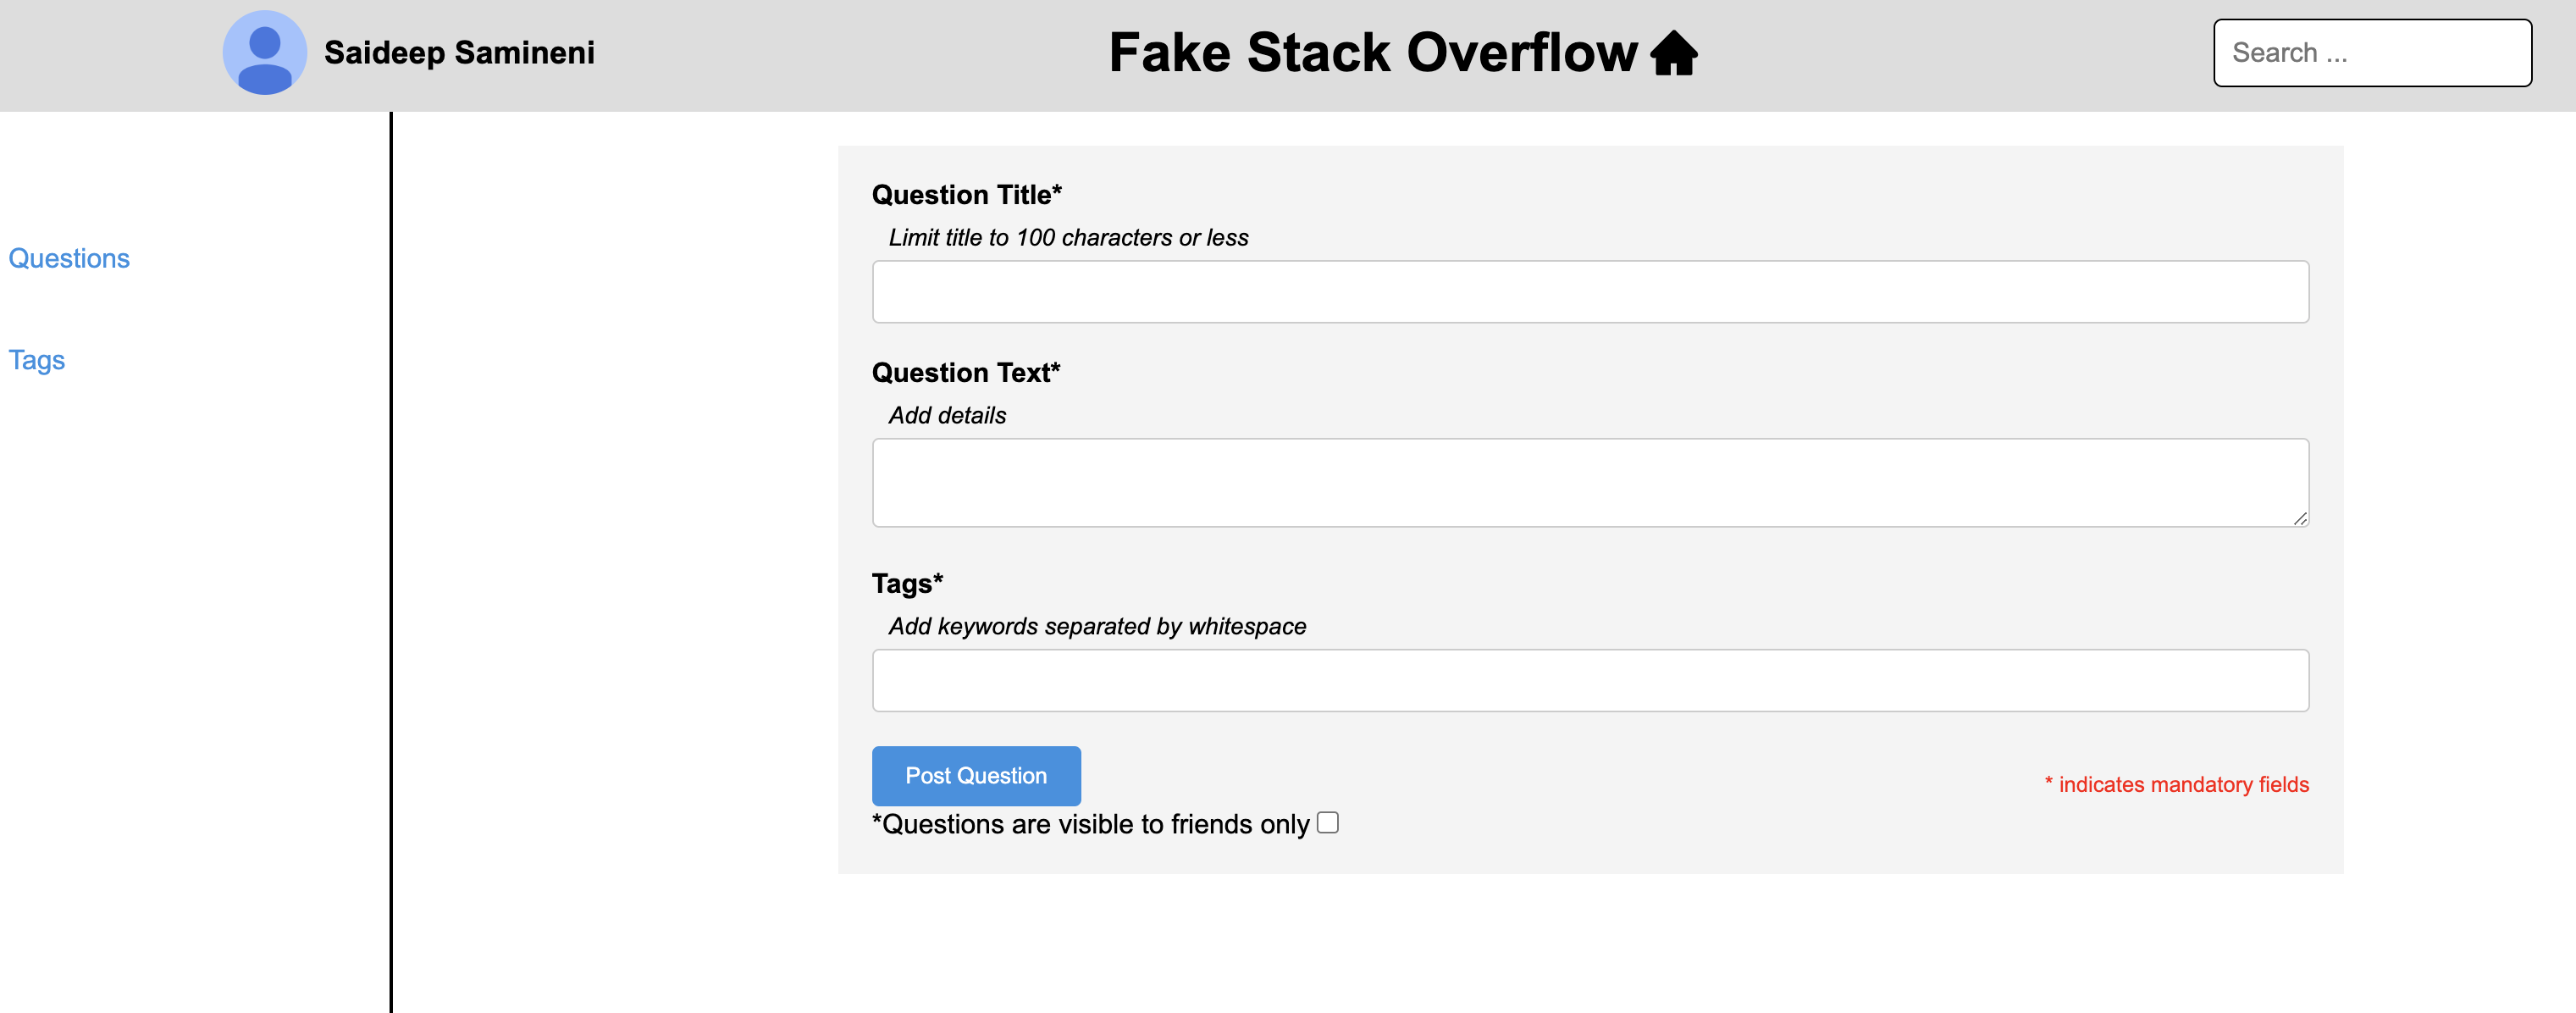 Saideep Samineni
Fake Stack Overflow
Search ...
Questions
Tags
Question Title*
Limit title to 100 characters or less
Question Text*
Add details
Tags*
Add keywords separated by whitespace
Post Question
* indicates mandatory fields
*Questions are visible to friends only